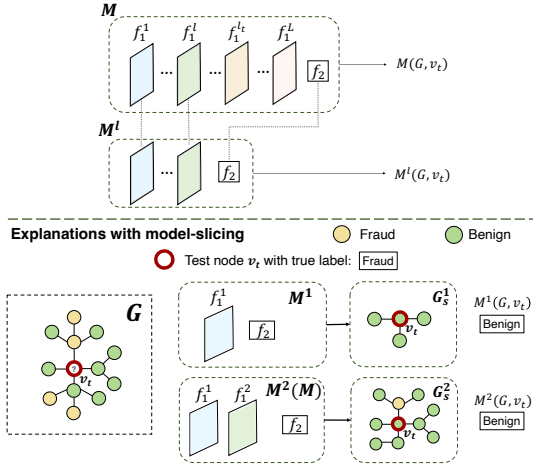 M
f_1^1 f_1^l f_1^{l_t} f_1^L
... ... ... f_2
M(G, v_t)
M^l
... f_2
M^l(G, v_t)
Explanations with model-slicing Fraud Benign
Test node v_t with true label: Fraud
G
?
v_t
f_1^1 M^1
f_2
G_s^1
v_t
M^1(G, v_t)
Benign
f_1^1 f_1^2 M^2(M)
f_2
G_s^2
v_t
M^2(G, v_t)
Benign